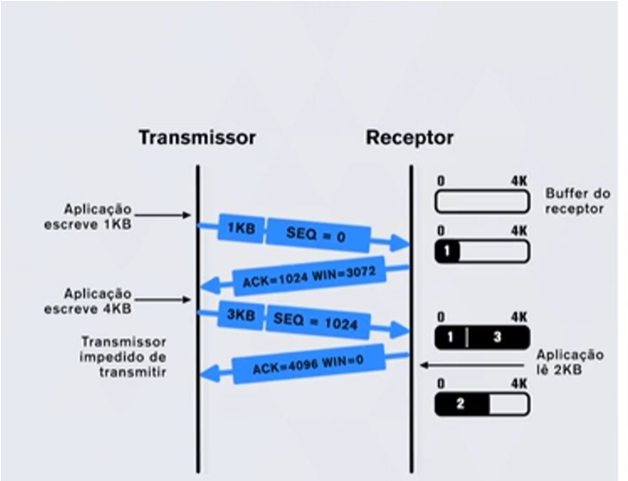 Transmissor
Receptor
0 4K
Buffer do
receptor
Aplicação
escreve 1KB
1KB SEQ = 0
0 4K
1
ACK=1024 WIN=3072
Aplicação
escreve 4KB
3KB SEQ = 1024
0 4K
1 3
Transmissor
impedido de
transmitir
ACK=4096 WIN=0
Aplicação
lê 2KB
0 4K
2